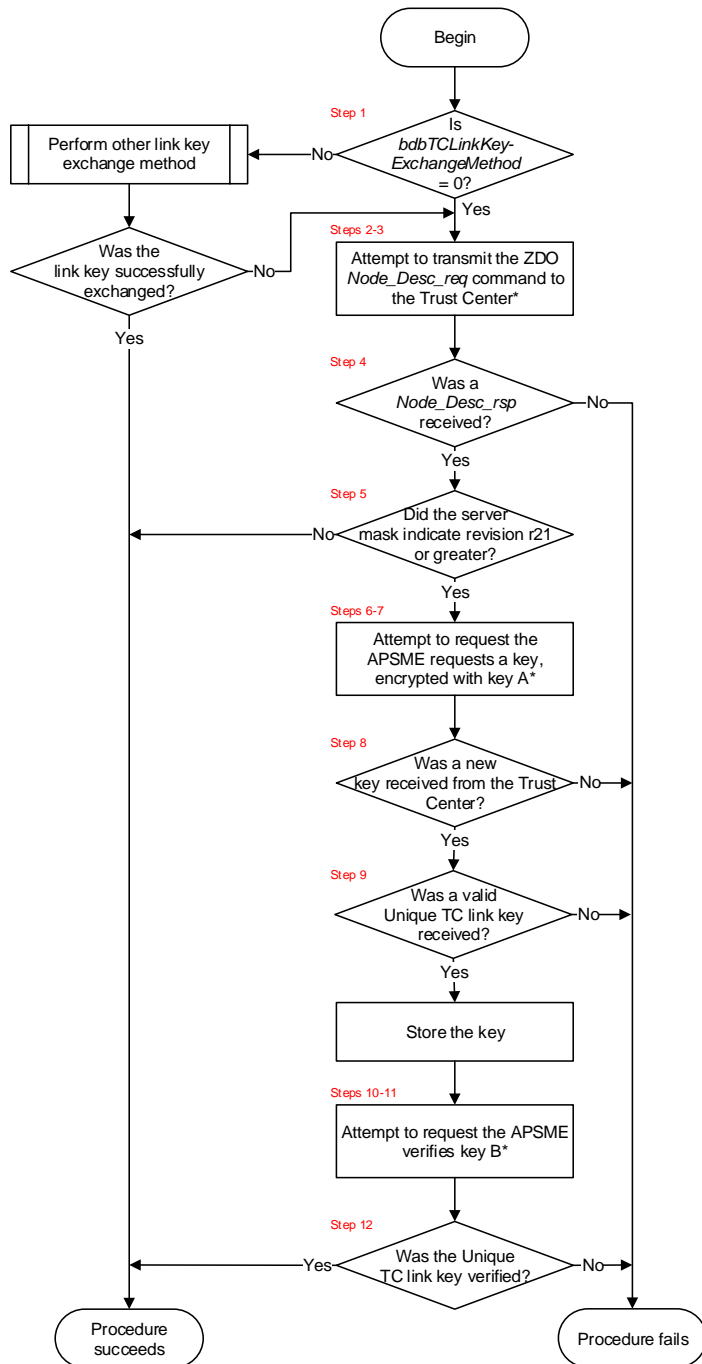 Begin
Step 1
Is
bdbTCLinkKey-
ExchangeMethod
= 0?
No
Perform other link key
exchange method
Yes
Was the
link key successfully
exchanged?
No
Yes
Steps 2-3
Attempt to transmit the ZDO
Node_Desc_req command to
the Trust Center*
Step 4
Was a
Node_Desc_rsp
received?
No
Yes
Step 5
Did the server
mask indicate revision r21
or greater?
No
Yes
Steps 6-7
Attempt to request the
APSME requests a key,
encrypted with key A*
Step 8
Was a new
key received from the Trust
Center?
No
Yes
Step 9
Was a valid
Unique TC link key
received?
No
Yes
Store the key
Steps 10-11
Attempt to request the APSME
verifies key B*
Step 12
Was the Unique
TC link key verified?
Yes
No
Procedure
succeeds
Procedure fails